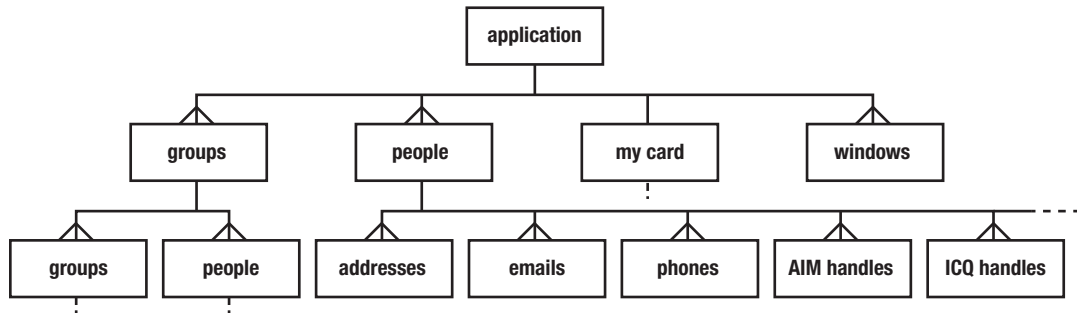 application
groups
people
my card
windows
groups
people
addresses
emails
phones
AIM handles
ICQ handles